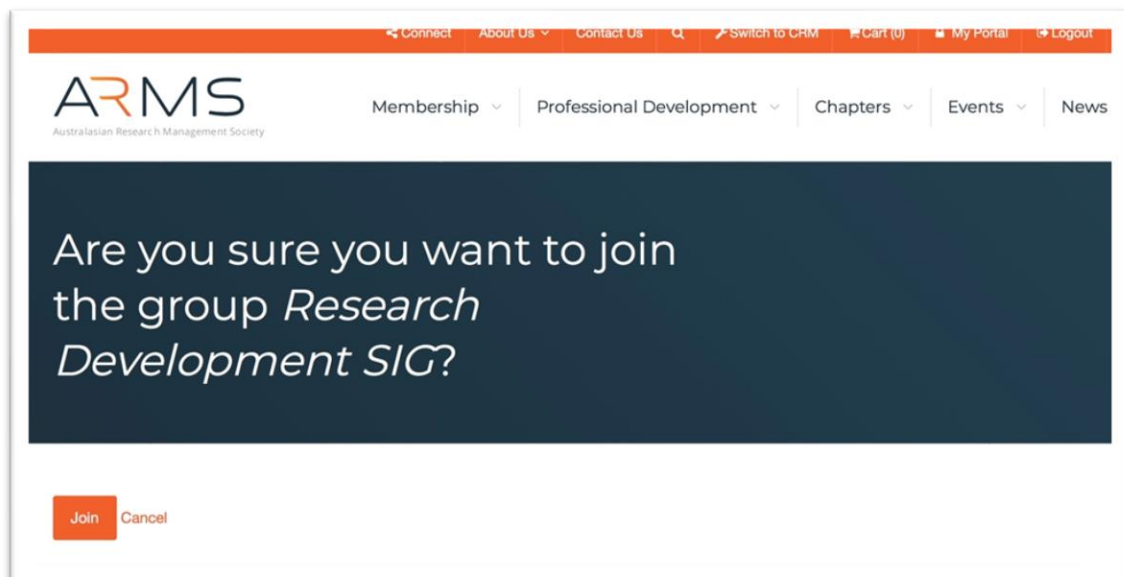 Connect About Us Contact Us Switch to CRM Cart (0) My Portal Logout
ARMS
Australasian Research Management Society
Membership Professional Development Chapters Events News
Are you sure you want to join
the group Research
Development SIG?
Join Cancel